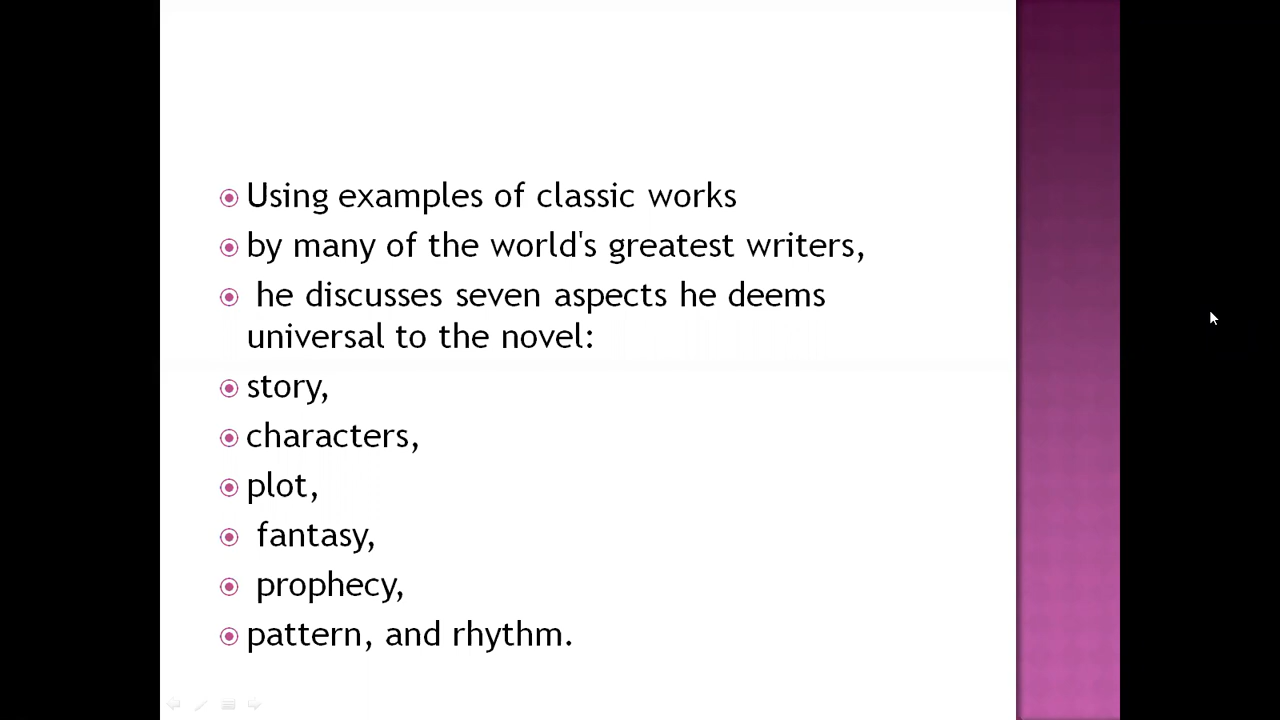 Using examples of classic works
by many of the world's greatest writers,
he discusses seven aspects he deems
universal to the novel:
story,
characters,
plot,
fantasy,
prophecy,
pattern, and rhythm.